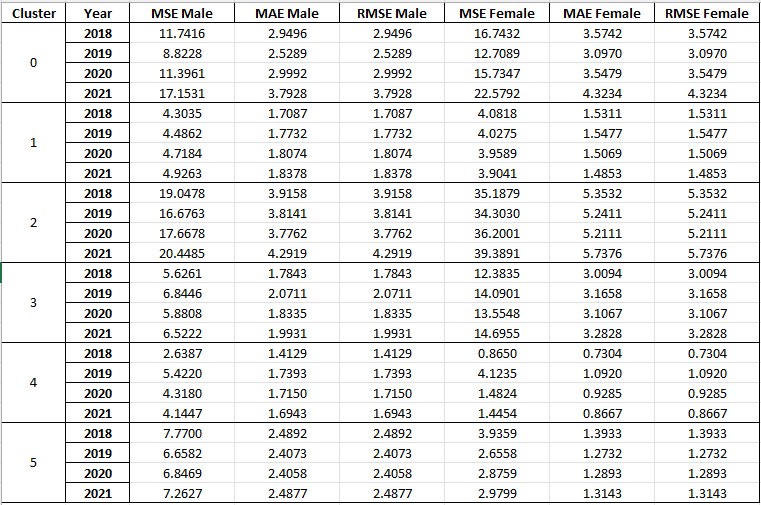 Cluster Year MSE Male MAE Male RMSE Male MSE Female MAE Female RMSE Female
0 2018 11.7416 2.9496 2.9496 16.7432 3.5742 3.5742
2019 8.8228 2.5289 2.5289 12.7089 3.0970 3.0970
2020 11.3961 2.9992 2.9992 15.7347 3.5479 3.5479
2021 17.1531 3.7928 3.7928 22.5792 4.3234 4.3234
1 2018 4.3035 1.7087 1.7087 4.0818 1.5311 1.5311
2019 4.4862 1.7732 1.7732 4.0275 1.5477 1.5477
2020 4.7184 1.8074 1.8074 3.9589 1.5069 1.5069
2021 4.9263 1.8378 1.8378 3.9041 1.4853 1.4853
2 2018 19.0478 3.9158 3.9158 35.1879 5.3532 5.3532
2019 16.6763 3.8141 3.8141 34.3030 5.2411 5.2411
2020 17.6678 3.7762 3.7762 36.2001 5.2111 5.2111
2021 20.4485 4.2919 4.2919 39.3891 5.7376 5.7376
3 2018 5.6261 1.7843 1.7843 12.3835 3.0094 3.0094
2019 6.8446 2.0711 2.0711 14.0901 3.1658 3.1658
2020 5.8808 1.8335 1.8335 13.5548 3.1067 3.1067
2021 6.5222 1.9931 1.9931 14.6955 3.2828 3.2828
4 2018 2.6387 1.4129 1.4129 0.8650 0.7304 0.7304
2019 5.4220 1.7393 1.7393 4.1235 1.0920 1.0920
2020 4.3180 1.7150 1.7150 1.4824 0.9285 0.9285
2021 4.1447 1.6943 1.6943 1.4454 0.8667 0.8667
5 2018 7.7700 2.4892 2.4892 3.9359 1.3933 1.3933
2019 6.6582 2.4073 2.4073 2.6558 1.2732 1.2732
2020 6.8469 2.4058 2.4058 2.8759 1.2893 1.2893
2021 7.2627 2.4877 2.4877 2.9799 1.3143 1.3143